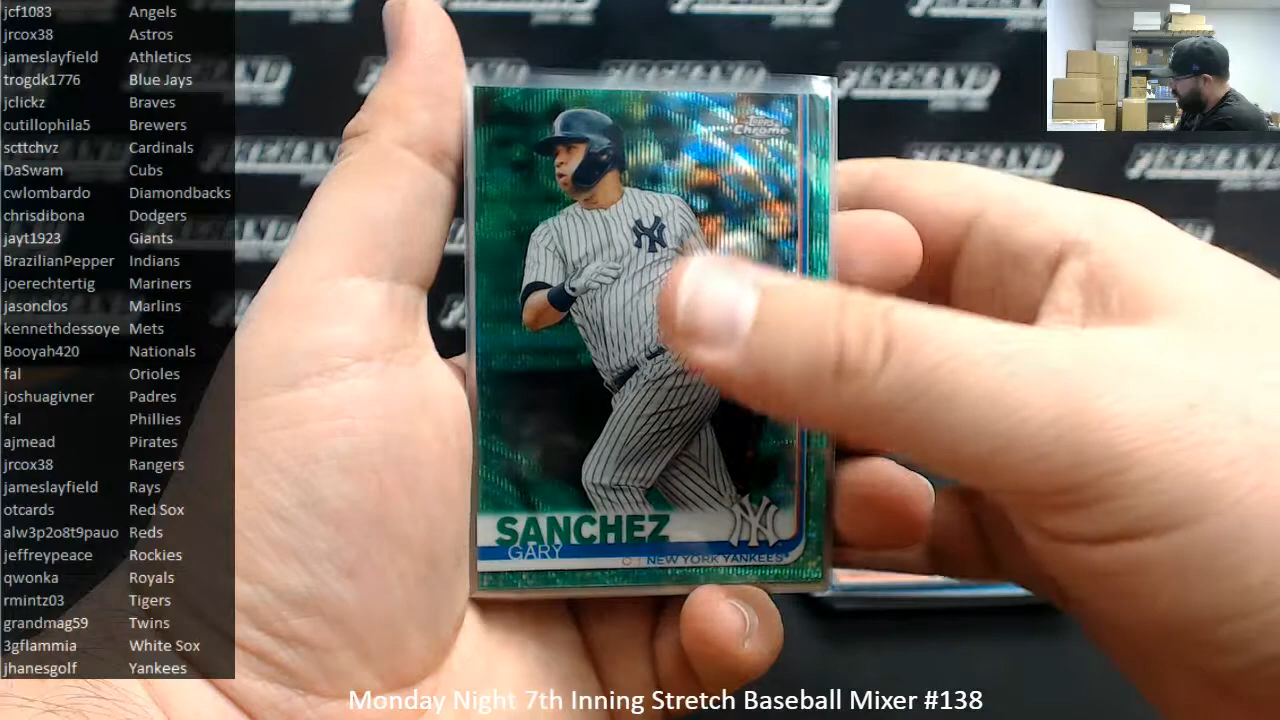 jcf1083 Angels
jrcox38 Astros
jameslayfield Athletics
trogdk1776 Blue Jays
jclickz Braves
cutillophila5 Brewers
scttchvz Cardinals
DaSwam Cubs
cwlombardo Diamondbacks
chrisdibona Dodgers
jayt1923 Giants
BrazilianPepper Indians
joerechtertig Mariners
jasonclos Marlins
kennethdessoye Mets
Booyah420 Nationals
fal Orioles
joshuagivner Padres
fal Phillies
ajmead Pirates
jrcox38 Rangers
jameslayfield Rays
otcards Red Sox
alw3p2o8t9pauo Reds
jeffreypeace Rockies
qwonka Royals
rmintz03 Tigers
grandmag59 Twins
3gflammia White Sox
jhanesgolf Yankees
Topps
Chrome
NY
SANCHEZ
GARY
NY
C | NEW YORK YANKEES
Monday Night 7th Inning Stretch Baseball Mixer #138